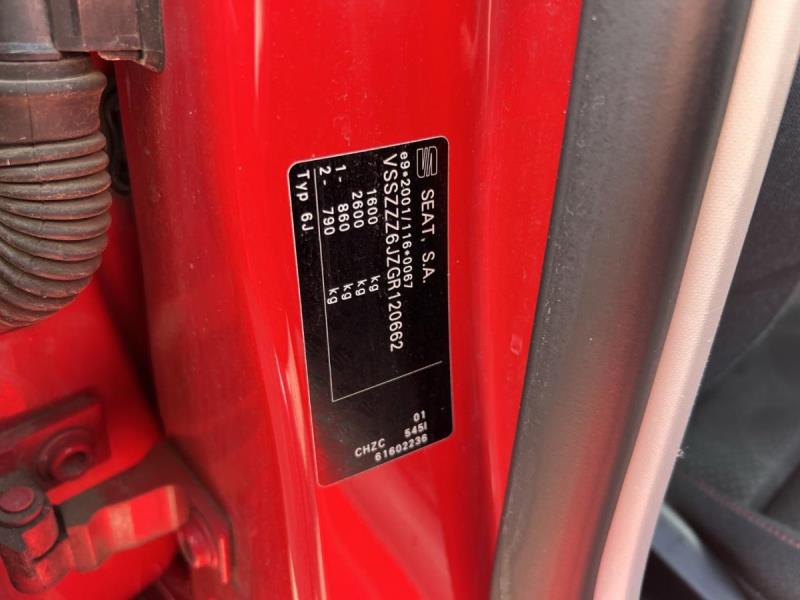 SEAT, S.A.
e9*2001/116*0067
VSSZZZ6JZGR120662
1600 kg
2600 kg
1- 860 kg
2- 790 kg
Typ 6J
01
545I
CHZC 61602236